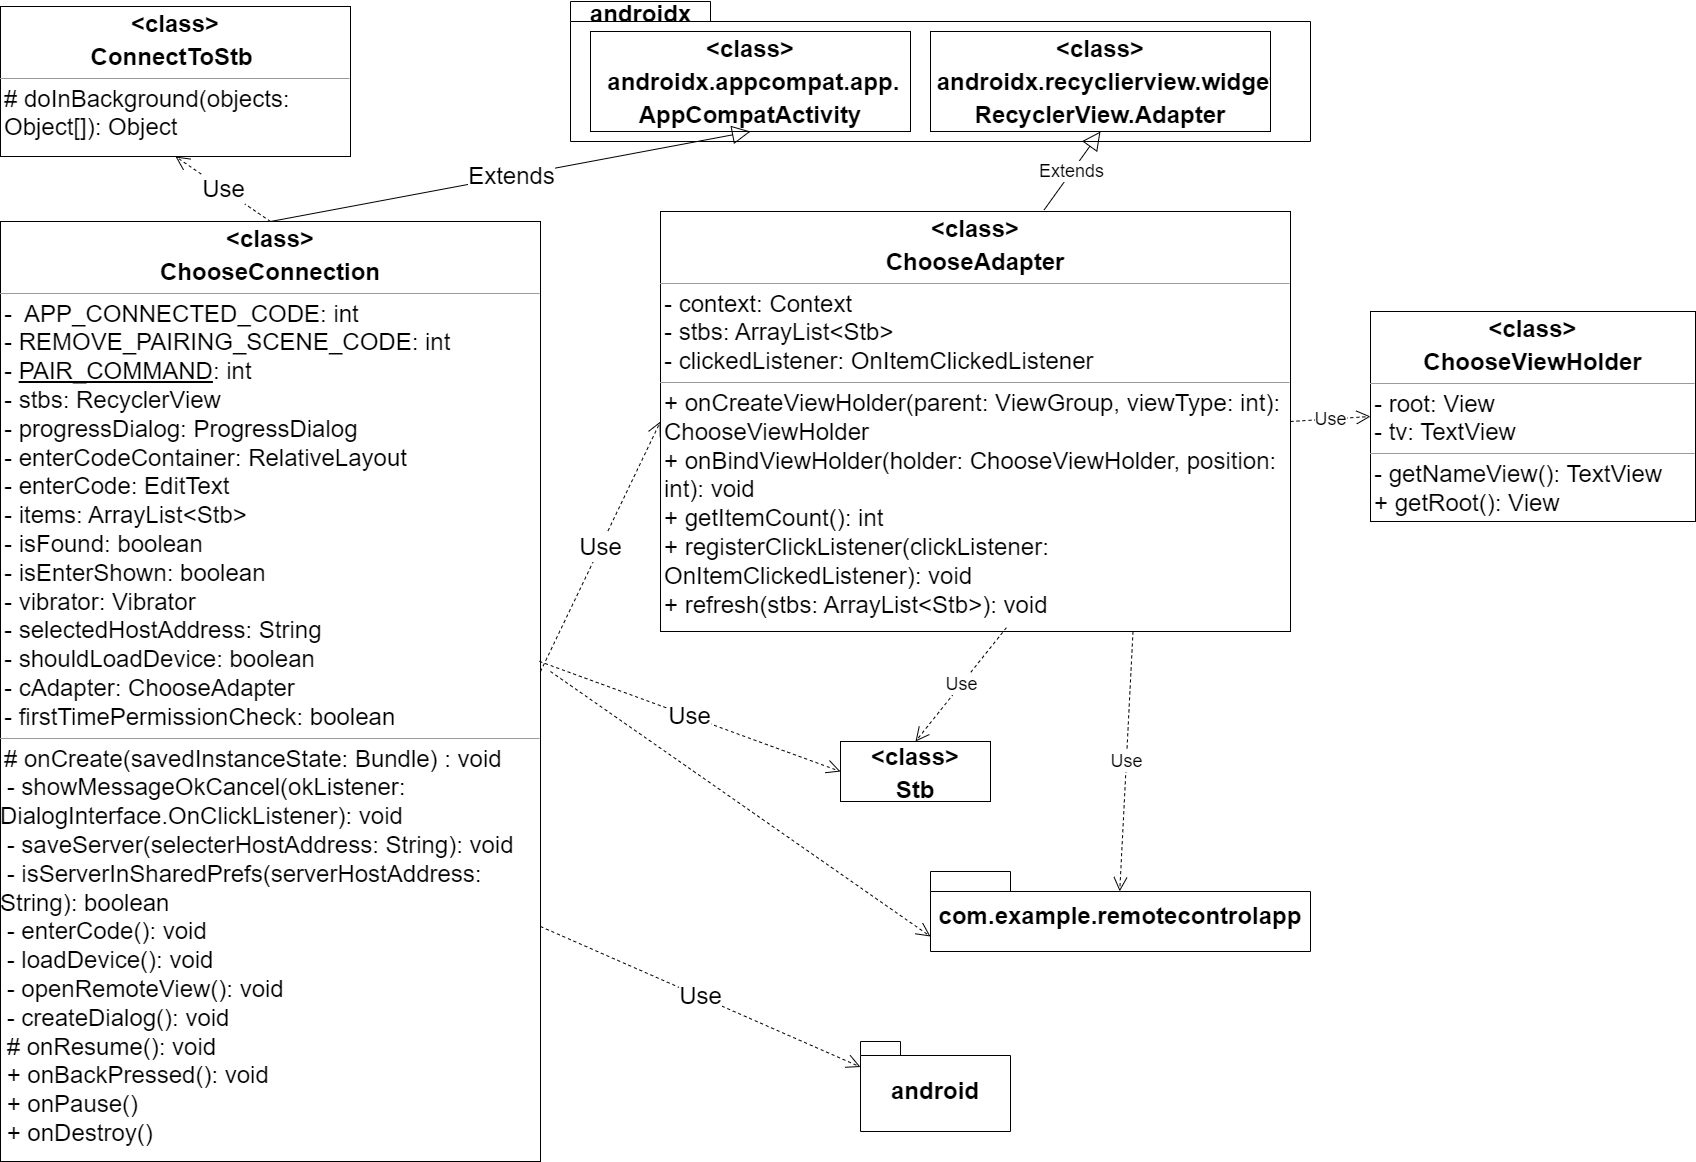 <class>
ConnectToStb
# doInBackground(objects:
Object[]): Object
androidx
<class>
androidx.appcompat.app.
AppCompatActivity
<class>
androidx.recyclierview.widge
RecyclerView.Adapter
Use
Extends
Extends
<class>
ChooseConnection
-  APP_CONNECTED_CODE: int
- REMOVE_PAIRING_SCENE_CODE: int
- PAIR_COMMAND: int
- stbs: RecyclerView
- progressDialog: ProgressDialog
- enterCodeContainer: RelativeLayout
- enterCode: EditText
- items: ArrayList<Stb>
- isFound: boolean
- isEnterShown: boolean
- vibrator: Vibrator
- selectedHostAddress: String
- shouldLoadDevice: boolean
- cAdapter: ChooseAdapter
- firstTimePermissionCheck: boolean
# onCreate(savedInstanceState: Bundle) : void
- showMessageOkCancel(okListener:
DialogInterface.OnClickListener): void
- saveServer(selecterHostAddress: String): void
- isServerInSharedPrefs(serverHostAddress:
String): boolean
- enterCode(): void
- loadDevice(): void
- openRemoteView(): void
- createDialog(): void
# onResume(): void
+ onBackPressed(): void
+ onPause()
+ onDestroy()
<class>
ChooseAdapter
- context: Context
- stbs: ArrayList<Stb>
- clickedListener: OnItemClickedListener
+ onCreateViewHolder(parent: ViewGroup, viewType: int):
ChooseViewHolder
+ onBindViewHolder(holder: ChooseViewHolder, position:
int): void
+ getItemCount(): int
+ registerClickListener(clickListener:
OnItemClickedListener): void
+ refresh(stbs: ArrayList<Stb>): void
Use
<class>
ChooseViewHolder
- root: View
- tv: TextView
- getNameView(): TextView
+ getRoot(): View
Use
Use
Use
Use
<class>
Stb
com.example.remotecontrolapp
Use
android